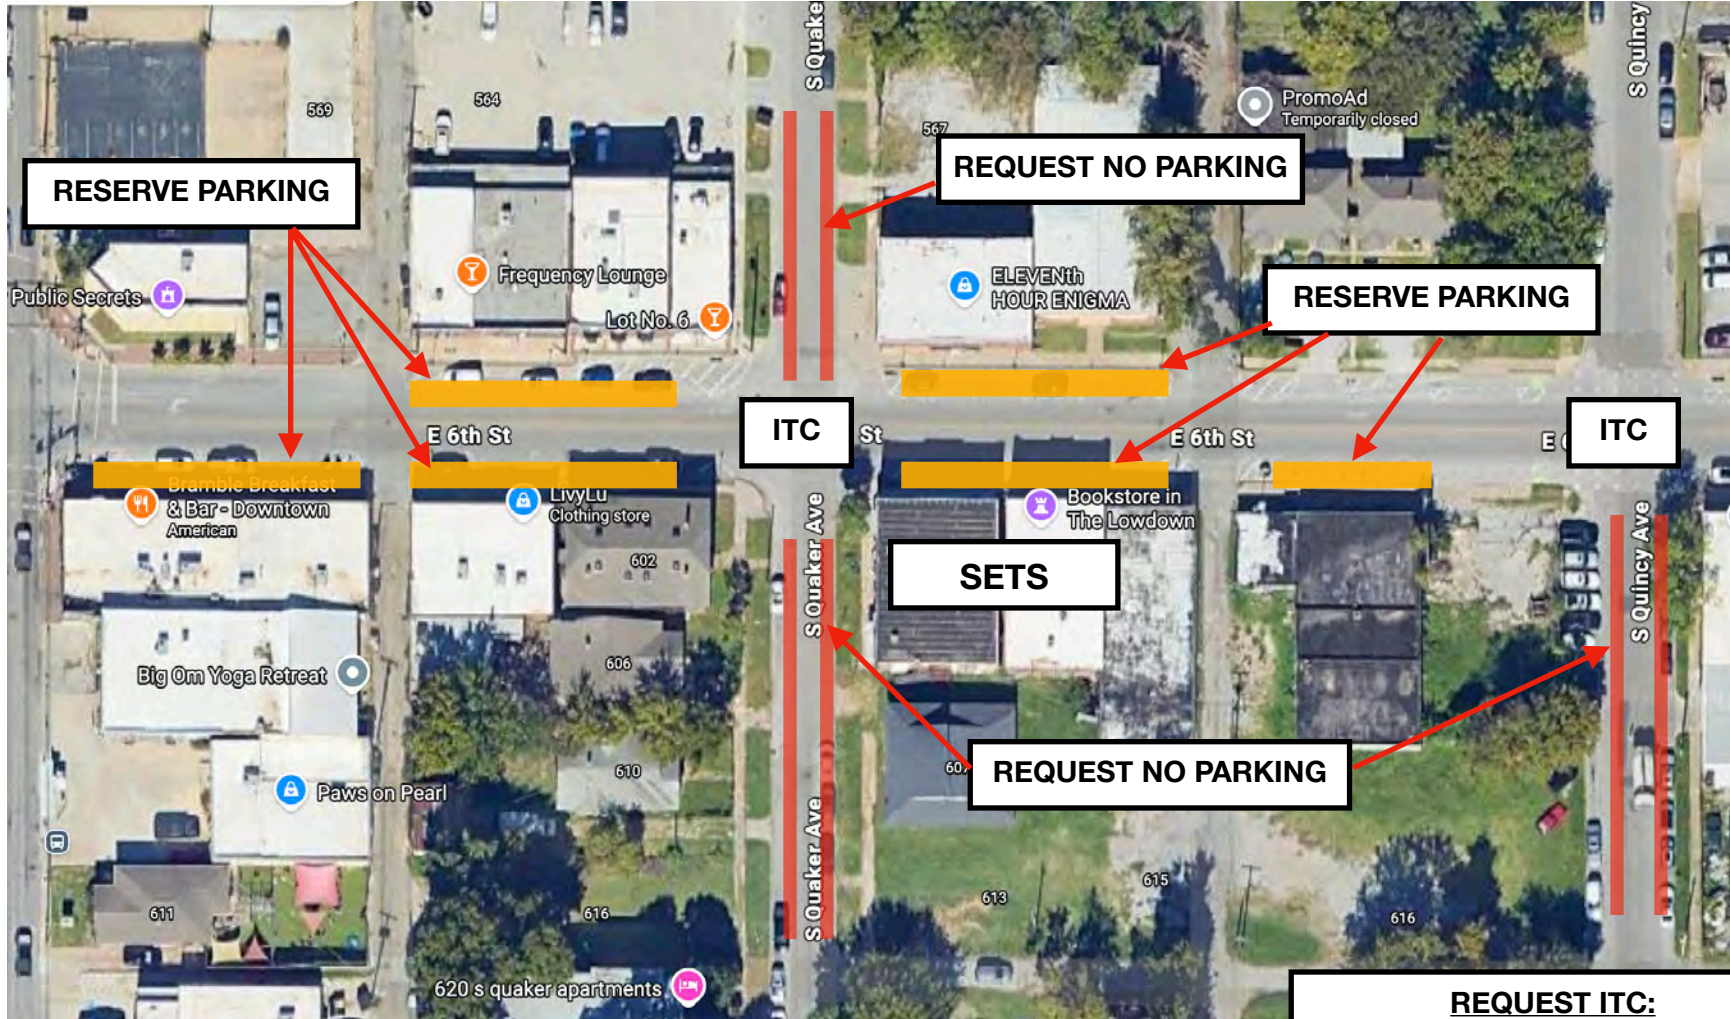 S Quake
S Quincy
569
564
567
PromoAd
Temporarily closed
REQUEST NO PARKING
RESERVE PARKING
Frequency Lounge
Public Secrets
Lot No. 6
ELEVENth
HOUR ENIGMA
RESERVE PARKING
E 6th St
ITC
St
E 6th St
E 6
ITC
Bramble Breakfast
& Bar - Downtown
American
LivyLu
Clothing store
602
S Quaker Ave
Bookstore in
The Lowdown
SETS
S Quincy Ave
606
Big Om Yoga Retreat
610
607
REQUEST NO PARKING
Paws on Pearl
S Quaker Ave
611
616
613
615
616
620 s quaker apartments
REQUEST ITC: